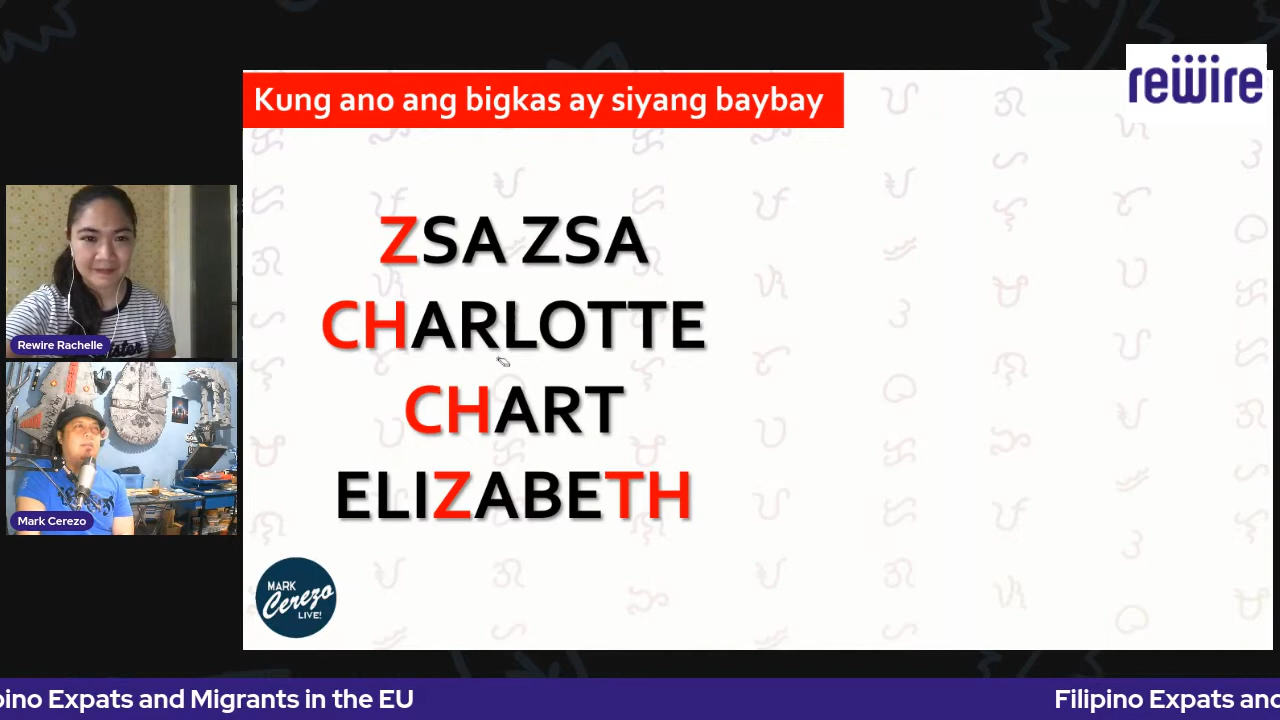 rewire
Kung ano ang bigkas ay siyang baybay
ZSA ZSA
CHARLOTTE
CHART
ELIZABETH
Rewire Rachelle
Mark Cerezo
MARK
Cerezo
LIVE!
pino Expats and Migrants in the EU
Filipino Expats and